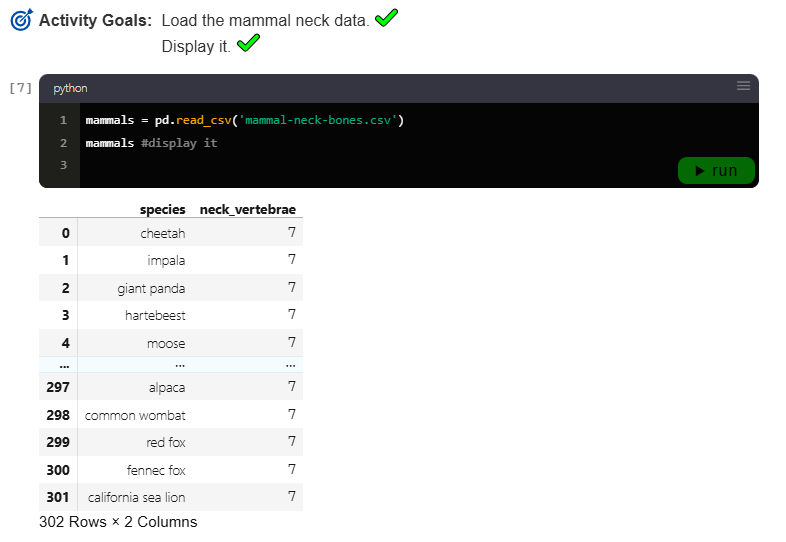 Activity Goals: Load the mammal neck data.
Display it.
[7]
python
1 mammals = pd.read_csv('mammal-neck-bones.csv')
2 mammals #display it
3
run
species neck_vertebrae
0 cheetah 7
1 impala 7
2 giant panda 7
3 hartebeest 7
4 moose 7
... ... ...
297 alpaca 7
298 common wombat 7
299 red fox 7
300 fennec fox 7
301 california sea lion 7
302 Rows × 2 Columns